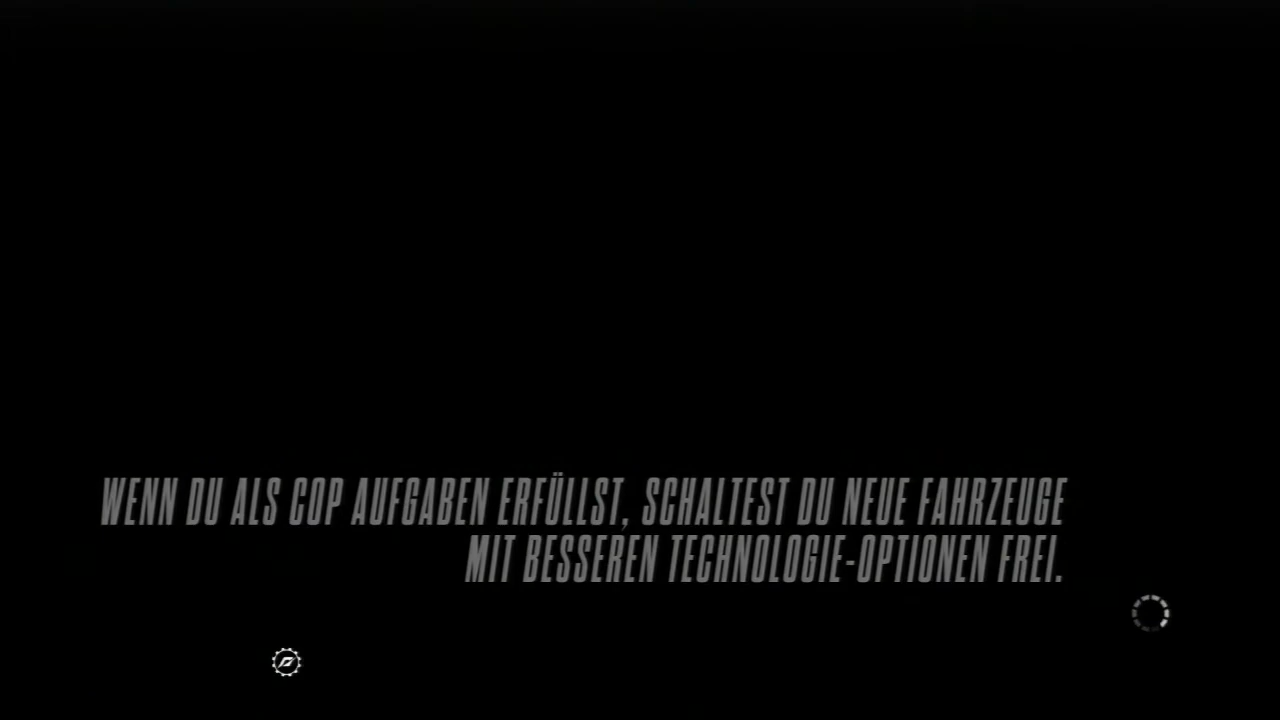 WENN DU ALS COP AUFGABEN ERFÜLLST, SCHALTEST DU NEUE FAHRZEUGE
MIT BESSEREN TECHNOLOGIE-OPTIONEN FREI.